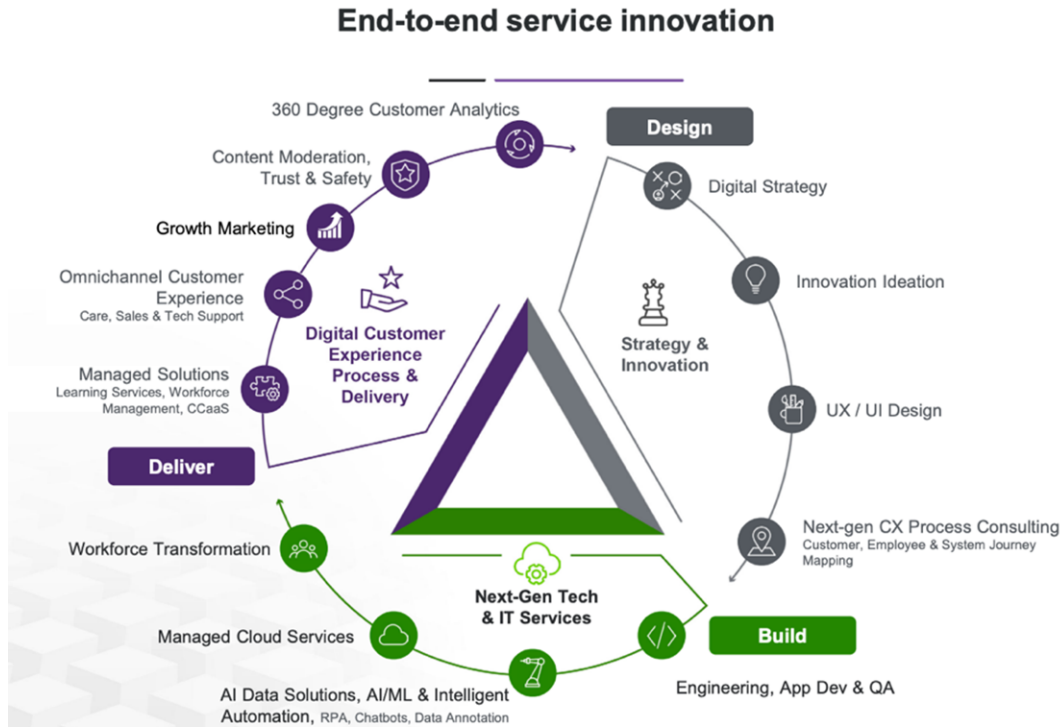 End-to-end service innovation
Design
Digital Strategy
Innovation Ideation
UX / UI Design
Next-gen CX Process Consulting
Customer, Employee & System Journey
Mapping
Strategy &
Innovation
Build
Engineering, App Dev & QA
AI Data Solutions, AI/ML & Intelligent
Automation, RPA, Chatbots, Data Annotation
Managed Cloud Services
Workforce Transformation
Next-Gen Tech
& IT Services
Deliver
Managed Solutions
Learning Services, Workforce
Management, CCaaS
Omnichannel Customer
Experience
Care, Sales & Tech Support
Growth Marketing
Content Moderation,
Trust & Safety
360 Degree Customer Analytics
Digital Customer
Experience
Process &
Delivery